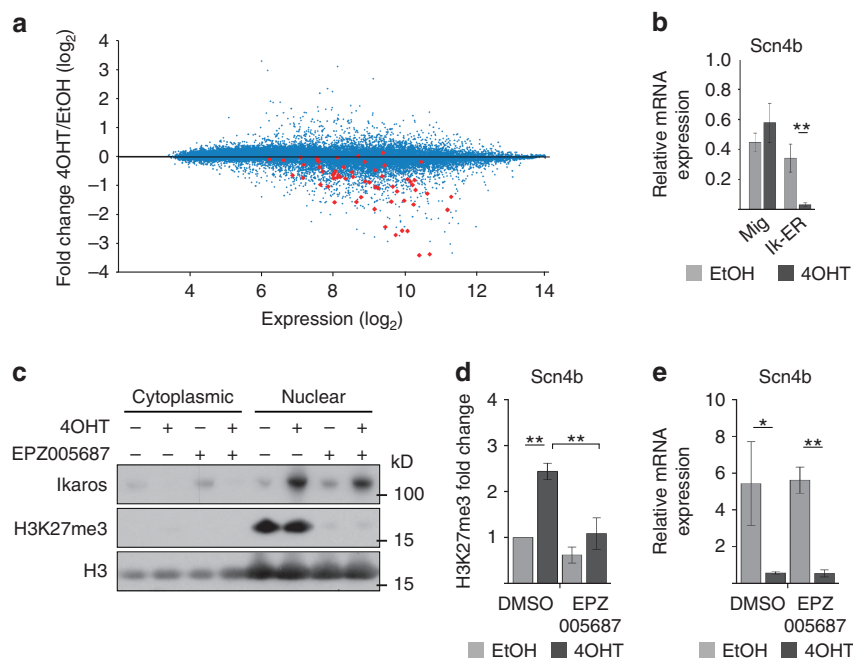 a
Fold change 4OHT/EtOH (log2)
4
3
2
1
0
−1
−2
−3
−4
4 6 8 10 12 14
Expression (log2)
b
Scn4b
Relative mRNA
expression
1.0
0.8
0.6
0.4
0.2
**
Mig Ik-ER
EtOH 4OHT
c
Cytoplasmic Nuclear
4OHT − + − + − + − +
EPZ005687 − − + + − − + +
kD
Ikaros
100
H3K27me3
15
H3
15
d
Scn4b
H3K27me3 fold change
3
2
1
** **
DMSO EPZ
005687
EtOH 4OHT
e
Scn4b
Relative mRNA
expression
10
8
6
4
2
* **
DMSO EPZ
005687
EtOH 4OHT